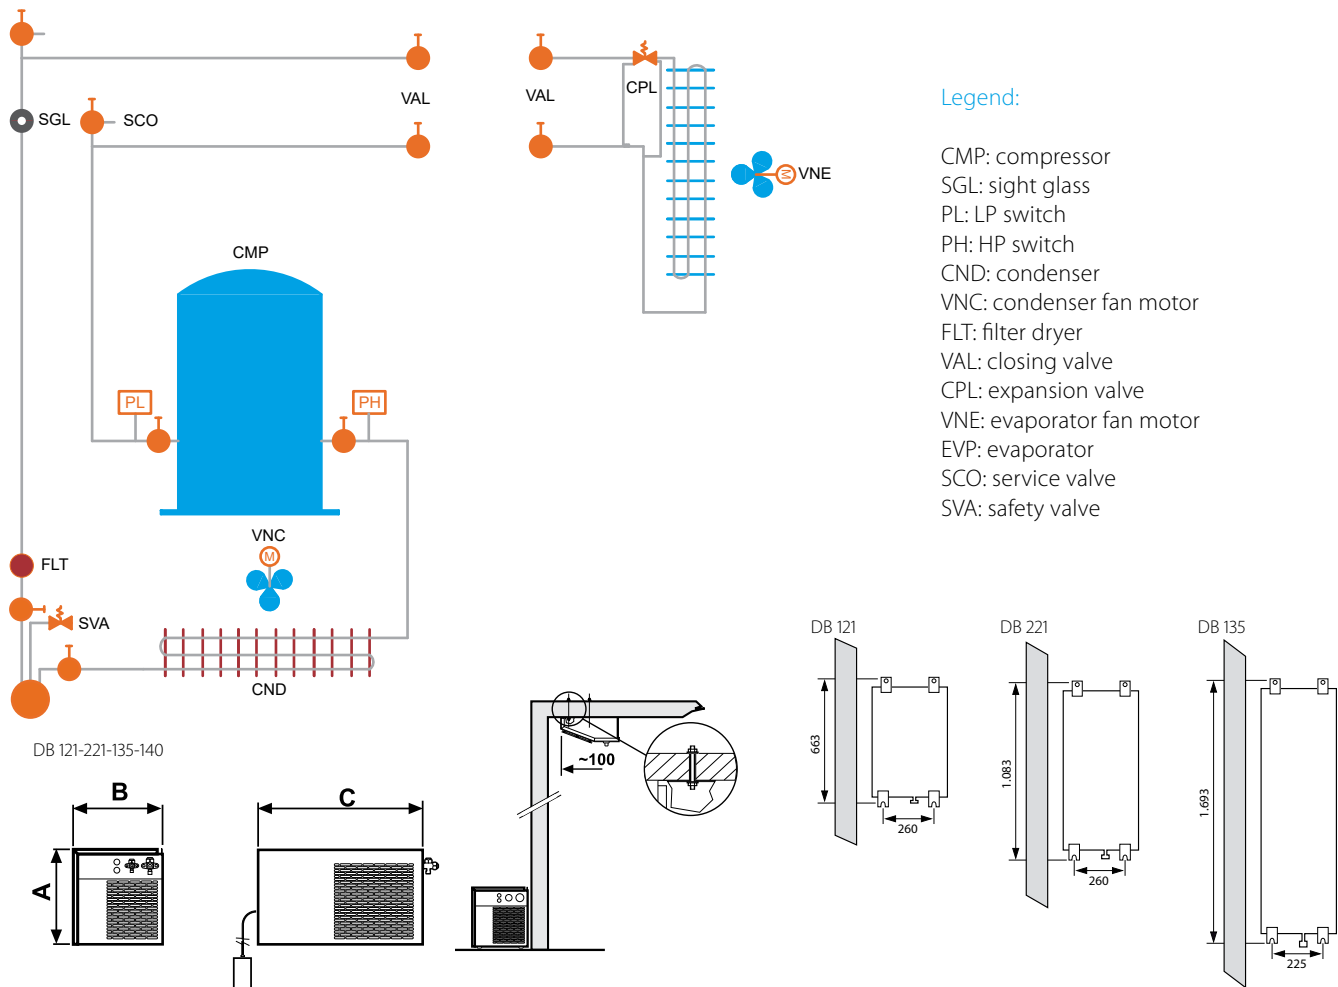 SGL
SCO
VAL
VAL
CPL
M
VNE
CMP
PL
PH
VNC
M
FLT
SVA
CND
Legend:
CMP: compressor
SGL: sight glass
PL: LP switch
PH: HP switch
CND: condenser
VNC: condenser fan motor
FLT: filter dryer
VAL: closing valve
CPL: expansion valve
VNE: evaporator fan motor
EVP: evaporator
SCO: service valve
SVA: safety valve
DB 121-221-135-140
B
A
C
~100
DB 121
663
260
DB 221
1.083
260
DB 135
1.693
225